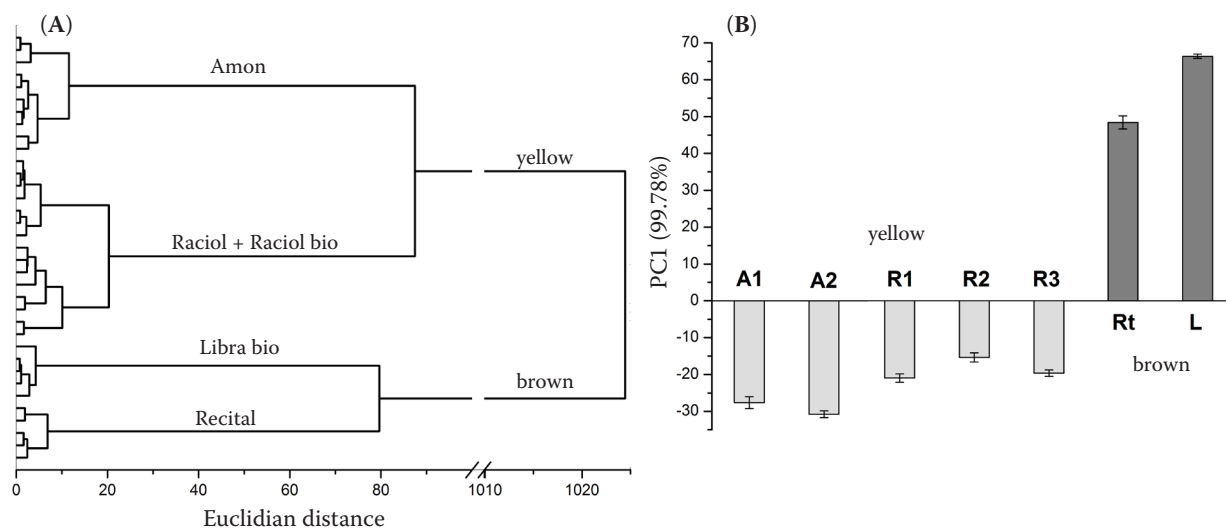 (A)
Amon
yellow
Raciol + Raciol bio
Libra bio
brown
Recital
0 20 40 60 80 1010 1020
Euclidian distance
(B)
70
60
50
40
30
20
10
0
-10
-20
-30
PC1 (99.78%)
yellow
A1 A2 R1 R2 R3
Rt L
brown